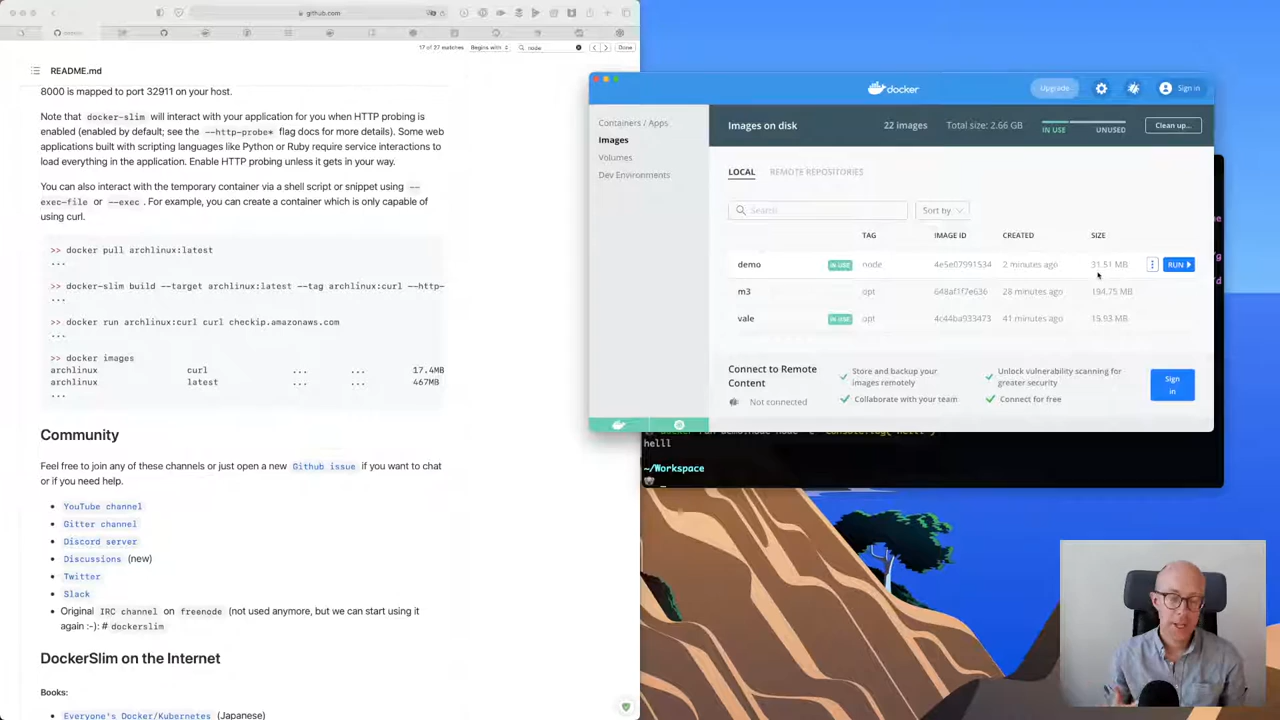 github.com
17 of 27 matches
Begins with
node
Done
README.md
8000 is mapped to port 32911 on your host.
Note that docker-slim will interact with your application for you when HTTP probing is
enabled (enabled by default; see the --http-probe* flag docs for more details). Some web
applications built with scripting languages like Python or Ruby require service interactions to
load everything in the application. Enable HTTP probing unless it gets in your way.
You can also interact with the temporary container via a shell script or snippet using --
exec-file or --exec . For example, you can create a container which is only capable of
using curl.
>> docker pull archlinux:latest
...
>> docker-slim build --target archlinux:latest --tag archlinux:curl --http-
...
>> docker run archlinux:curl curl checkip.amazonaws.com
...
>> docker images
archlinux curl ... ... 17.4MB
archlinux latest ... ... 467MB
...
Community
Feel free to join any of these channels or just open a new Github issue if you want to chat
or if you need help.
• YouTube channel
• Gitter channel
• Discord server
• Discussions (new)
• Twitter
• Slack
• Original IRC channel on freenode (not used anymore, but we can start using it
again :-): # dockerslim
DockerSlim on the Internet
Books:
• Everyone's Docker/Kubernetes (Japanese)
docker
Upgrade
Sign in
Containers / Apps
Images
Volumes
Dev Environments
Images on disk
22 images
Total size: 2.66 GB
IN USE
UNUSED
Clean up...
LOCAL
REMOTE REPOSITORIES
Search
Sort by
TAG IMAGE ID CREATED SIZE
demo IN USE node 4e5e07991534 2 minutes ago 31.51 MB RUN
m3 opt 648af1f7e636 28 minutes ago 194.75 MB
vale IN USE opt 4c44ba933473 41 minutes ago 15.93 MB
Connect to Remote
Content
Not connected
Store and backup your
images remotely
Collaborate with your team
Unlock vulnerability scanning for
greater security
Connect for free
Sign
in
helll
~/Workspace